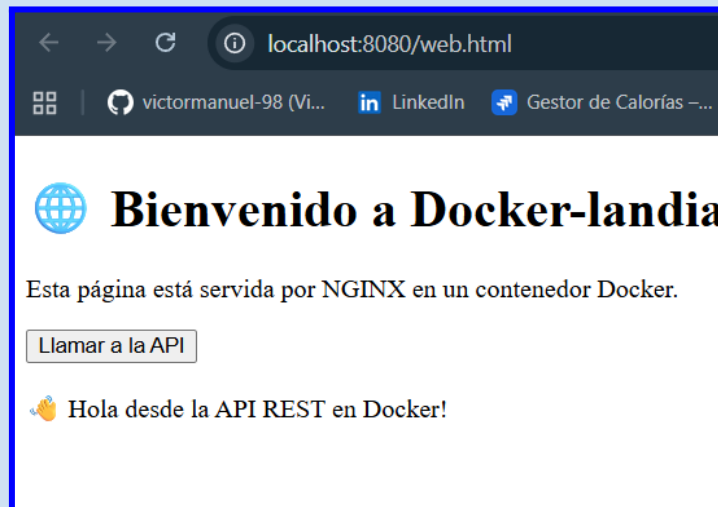 localhost:8080/web.html
victormanuel-98 (Vi... in LinkedIn Gestor de Calorías –...
🌐 Bienvenido a Docker-landia
Esta página está servida por NGINX en un contenedor Docker.
Llamar a la API
👋 Hola desde la API REST en Docker!